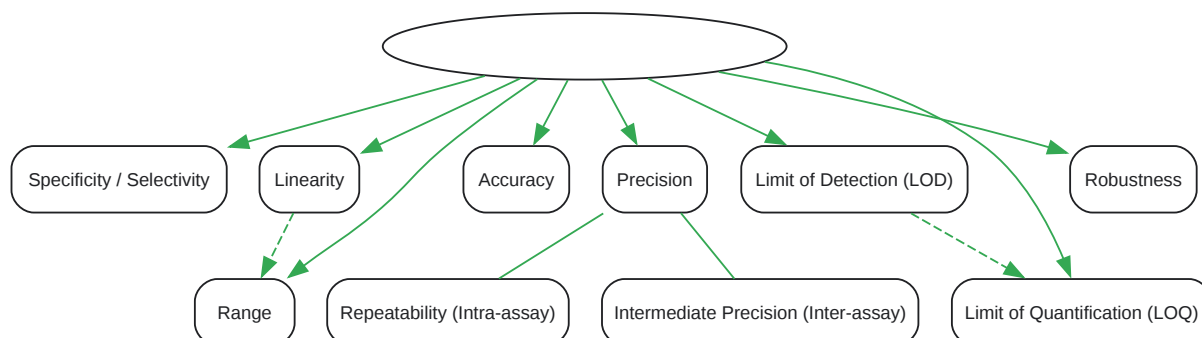 Specificity / Selectivity
Linearity
Accuracy
Precision
Limit of Detection (LOD)
Robustness
Range
Repeatability (Intra-assay)
Intermediate Precision (Inter-assay)
Limit of Quantification (LOQ)